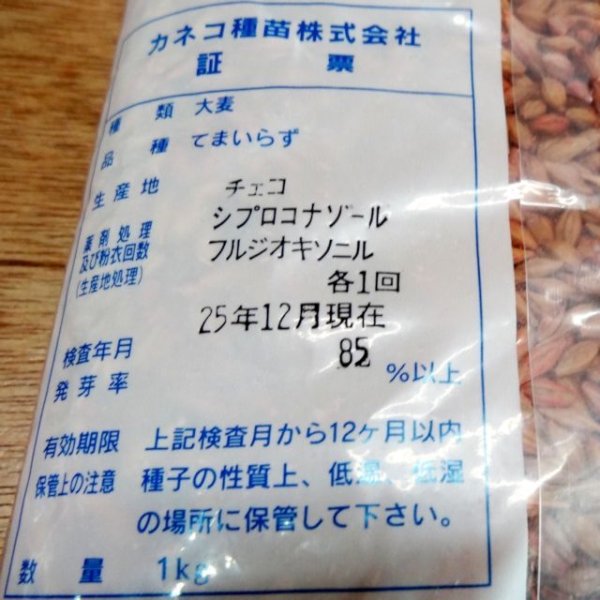 カネコ種苗株式会社
証 票
種 類 大麦
品 種 てまいらず
生産地 チェコ
薬剤処理 シプロコナゾール
及び粉衣回数 フルジオキソニル
(生産地処理) 各1回
検査年月 25年12月現在
発芽率 85 %以上
有効期限 上記検査月から12ケ月以内
保管上の注意 種子の性質上、低温、低湿
の場所に保管して下さい。
数 量 1kg